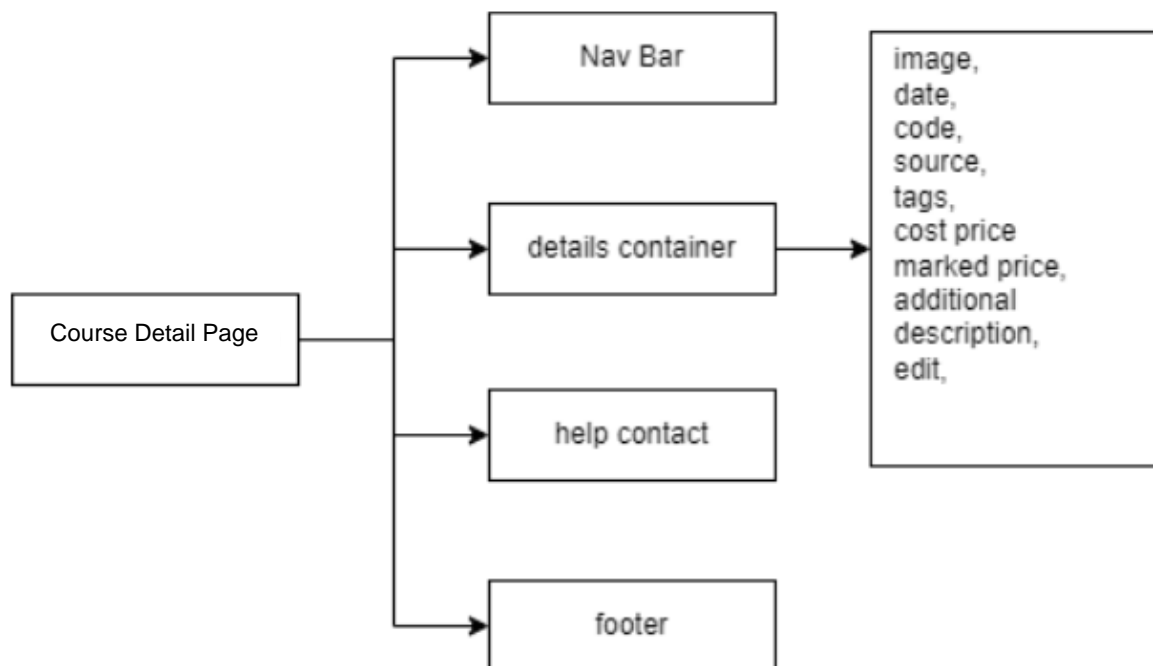 Nav Bar
image,
date,
code,
source,
tags,
cost price
marked price,
additional
description,
edit,
details container
Course Detail Page
help contact
footer